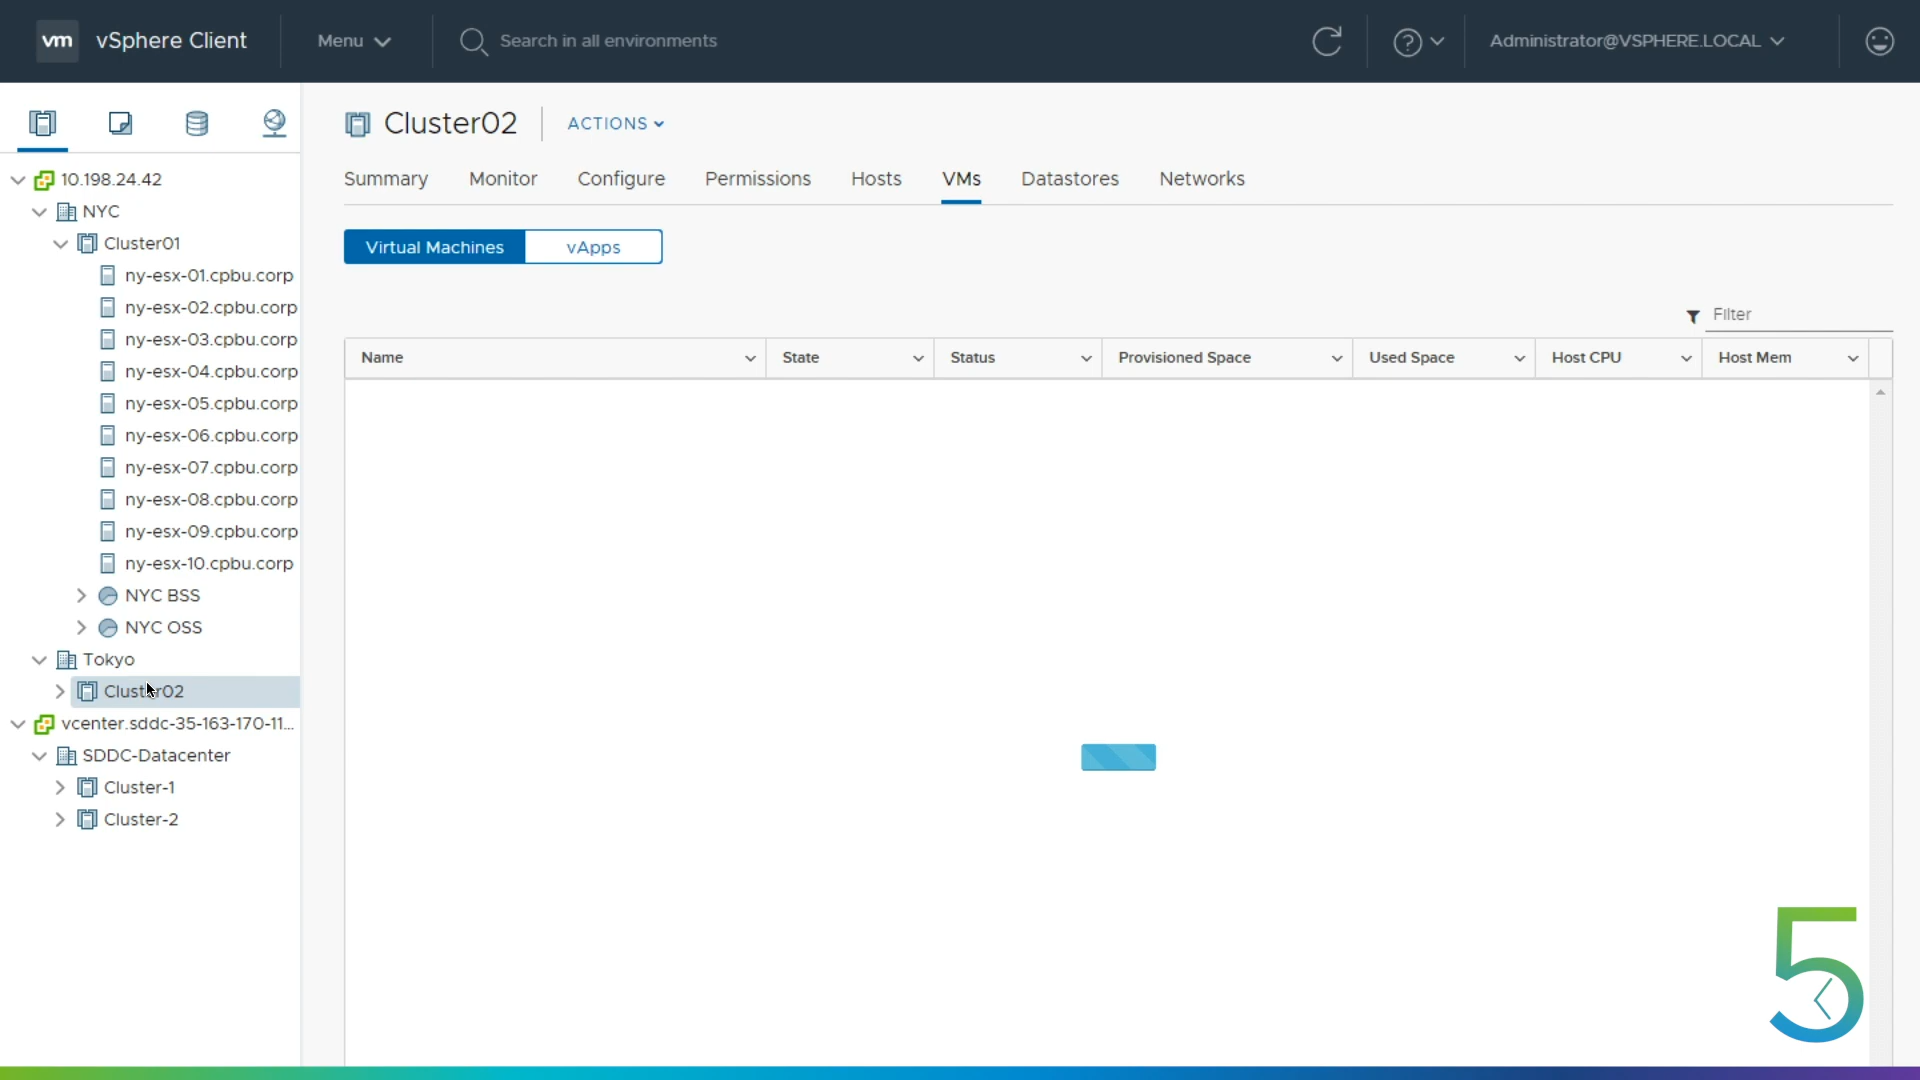 vm vSphere Client Menu Search in all environments Administrator@VSPHERE.LOCAL
Cluster02 ACTIONS
Summary Monitor Configure Permissions Hosts VMs Datastores Networks
Virtual Machines vApps
Filter
Name State Status Provisioned Space Used Space Host CPU Host Mem
10.198.24.42
NYC
Cluster01
ny-esx-01.cpbu.corp
ny-esx-02.cpbu.corp
ny-esx-03.cpbu.corp
ny-esx-04.cpbu.corp
ny-esx-05.cpbu.corp
ny-esx-06.cpbu.corp
ny-esx-07.cpbu.corp
ny-esx-08.cpbu.corp
ny-esx-09.cpbu.corp
ny-esx-10.cpbu.corp
NYC BSS
NYC OSS
Tokyo
Cluster02
vcenter.sddc-35-163-170-11...
SDDC-Datacenter
Cluster-1
Cluster-2
5